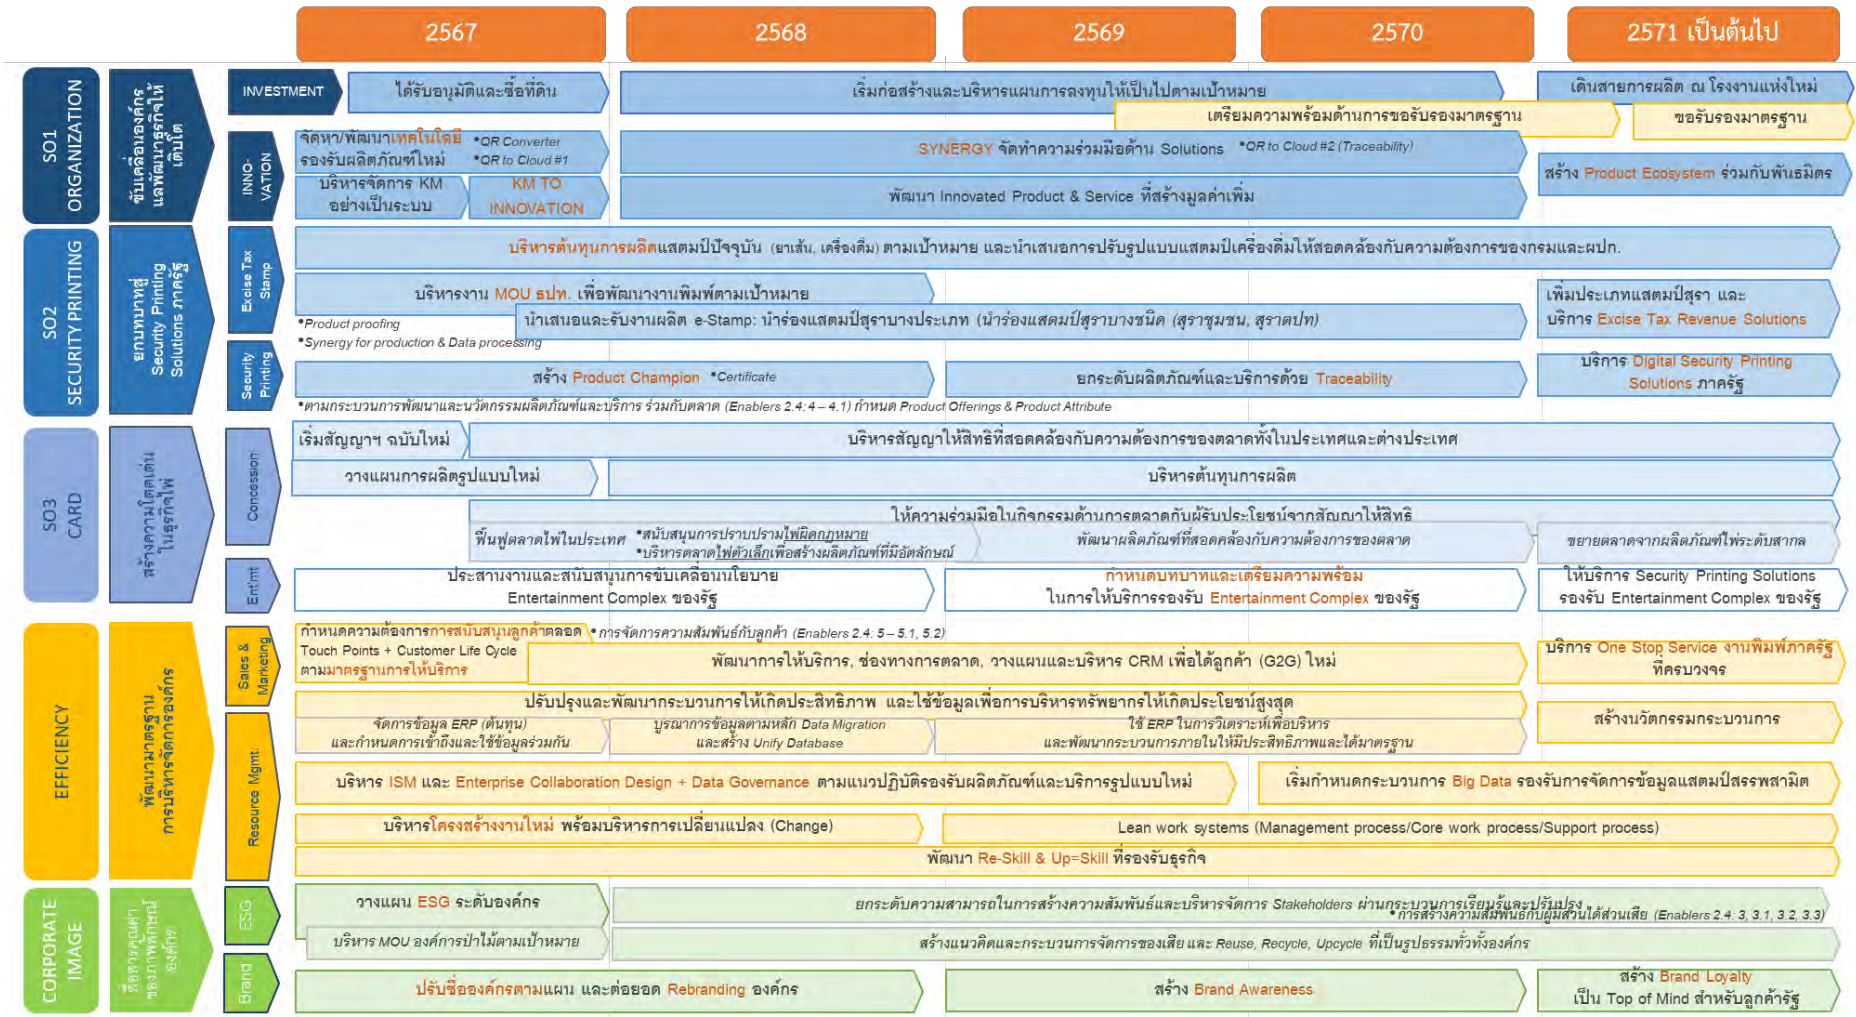 2567
2568
2569
2570
2571 เป็นต้นไป
SO1
ORGANIZATION
ขับเคลื่อนองค์กร
และพัฒนาธุรกิจให้
เติบโต
INVESTMENT
ได้รับอนุมัติและซื้อที่ดิน
เริ่มก่อสร้างและบริหารแผนการลงทุนให้เป็นไปตามเป้าหมาย
เดินสายการผลิต ณ โรงงานแห่งใหม่
เตรียมความพร้อมด้านการขอรับรองมาตรฐาน
ขอรับรองมาตรฐาน
INNO-
VATION
จัดหา/พัฒนาเทคโนโลยี
รองรับผลิตภัณฑ์ใหม่
•QR Converter
•QR to Cloud #1
SYNERGY จัดทำความร่วมมือด้าน Solutions •QR to Cloud #2 (Traceability)
สร้าง Product Ecosystem ร่วมกับพันธมิตร
บริหารจัดการ KM
อย่างเป็นระบบ
KM TO
INNOVATION
พัฒนา Innovated Product & Service ที่สร้างมูลค่าเพิ่ม
SO2
SECURITY PRINTING
ยกบทบาทสู่
Security Printing
Solutions ภาครัฐ
Excise Tax
Stamp
บริหารต้นทุนการผลิตแสตมป์ปัจจุบัน (ยาเส้น, เครื่องดื่ม) ตามเป้าหมาย และนำเสนอการปรับรูปแบบแสตมป์เครื่องดื่มให้สอดคล้องกับความต้องการของกรมและผปก.
บริหารงาน MOU ธปท. เพื่อพัฒนางานพิมพ์ตามเป้าหมาย
•Product proofing
•Synergy for production & Data processing
นำเสนอและรับงานผลิต e-Stamp: นำร่องแสตมป์สุราบางประเภท (นำร่องแสตมป์สุราบางชนิด (สุราชุมชน, สุราตปท)
เพิ่มประเภทแสตมป์สุรา และ
บริการ Excise Tax Revenue Solutions
Security
Printing
สร้าง Product Champion •Certificate
ยกระดับผลิตภัณฑ์และบริการด้วย Traceability
บริการ Digital Security Printing
Solutions ภาครัฐ
•ตามกระบวนการพัฒนาและนวัตกรรมผลิตภัณฑ์และบริการ ร่วมกับตลาด (Enablers 2.4: 4 – 4.1) กำหนด Product Offerings & Product Attribute
SO3
CARD
สร้างความโดดเด่น
ในธุรกิจไพ่
Concession
เริ่มสัญญาฯ ฉบับใหม่
บริหารสัญญาให้สิทธิที่สอดคล้องกับความต้องการของตลาดทั้งในประเทศและต่างประเทศ
วางแผนการผลิตรูปแบบใหม่
บริหารต้นทุนการผลิต
ให้ความร่วมมือในกิจกรรมด้านการตลาดกับผู้รับประโยชน์จากสัญญาให้สิทธิ
ฟื้นฟูตลาดไพ่ในประเทศ
•สนับสนุนการปราบปรามไพ่ผิดกฎหมาย
•บริหารตลาดไพ่ตัวเล็กเพื่อสร้างผลิตภัณฑ์ที่มีอัตลักษณ์
พัฒนาผลิตภัณฑ์ที่สอดคล้องกับความต้องการของตลาด
ขยายตลาดจากผลิตภัณฑ์ไพ่ระดับสากล
Ent'mt
ประสานงานและสนับสนุนการขับเคลื่อนนโยบาย
Entertainment Complex ของรัฐ
กำหนดบทบาทและเตรียมความพร้อม
ในการให้บริการรองรับ Entertainment Complex ของรัฐ
ให้บริการ Security Printing Solutions
รองรับ Entertainment Complex ของรัฐ
EFFICIENCY
พัฒนามาตรฐาน
การบริหารจัดการองค์กร
Sales &
Marketing
กำหนดความต้องการการสนับสนุนลูกค้าตลอด
Touch Points + Customer Life Cycle
ตามมาตรฐานการให้บริการ
•การจัดการความสัมพันธ์กับลูกค้า (Enablers 2.4: 5 – 5.1, 5.2)
พัฒนาการให้บริการ, ช่องทางการตลาด, วางแผนและบริหาร CRM เพื่อได้ลูกค้า (G2G) ใหม่
บริการ One Stop Service งานพิมพ์ภาครัฐ
ที่ครบวงจร
Resource Mgmt.
ปรับปรุงและพัฒนากระบวนการให้เกิดประสิทธิภาพ และใช้ข้อมูลเพื่อการบริหารทรัพยากรให้เกิดประโยชน์สูงสุด
จัดการข้อมูล ERP (ต้นทุน)
และกำหนดการเข้าถึงและใช้ข้อมูลร่วมกัน
บูรณาการข้อมูลตามหลัก Data Migration
และสร้าง Unify Database
ใช้ ERP ในการวิเคราะห์เพื่อบริหาร
และพัฒนากระบวนการภายในให้มีประสิทธิภาพและได้มาตรฐาน
สร้างนวัตกรรมกระบวนการ
บริหาร ISM และ Enterprise Collaboration Design + Data Governance ตามแนวปฏิบัติรองรับผลิตภัณฑ์และบริการรูปแบบใหม่
เริ่มกำหนดกระบวนการ Big Data รองรับการจัดการข้อมูลแสตมป์สรรพสามิต
บริหารโครงสร้างงานใหม่ พร้อมบริหารการเปลี่ยนแปลง (Change)
Lean work systems (Management process/Core work process/Support process)
พัฒนา Re-Skill & Up=Skill ที่รองรับธุรกิจ
CORPORATE
IMAGE
สื่อสารคุณค่า
ของภาพลักษณ์
องค์กร
ESG
วางแผน ESG ระดับองค์กร
ยกระดับความสามารถในการสร้างความสัมพันธ์และบริหารจัดการ Stakeholders ผ่านกระบวนการเรียนรู้และปรับปรุง
•การสร้างความสัมพันธ์กับผู้มีส่วนได้ส่วนเสีย (Enablers 2.4: 3, 3.1, 3.2, 3.3)
บริหาร MOU องค์การป่าไม้ตามเป้าหมาย
สร้างแนวคิดและกระบวนการจัดการของเสีย และ Reuse, Recycle, Upcycle ที่เป็นรูปธรรมทั่วทั้งองค์กร
Brand
ปรับชื่อองค์กรตามแผน และต่อยอด Rebranding องค์กร
สร้าง Brand Awareness
สร้าง Brand Loyalty
เป็น Top of Mind สำหรับลูกค้ารัฐ